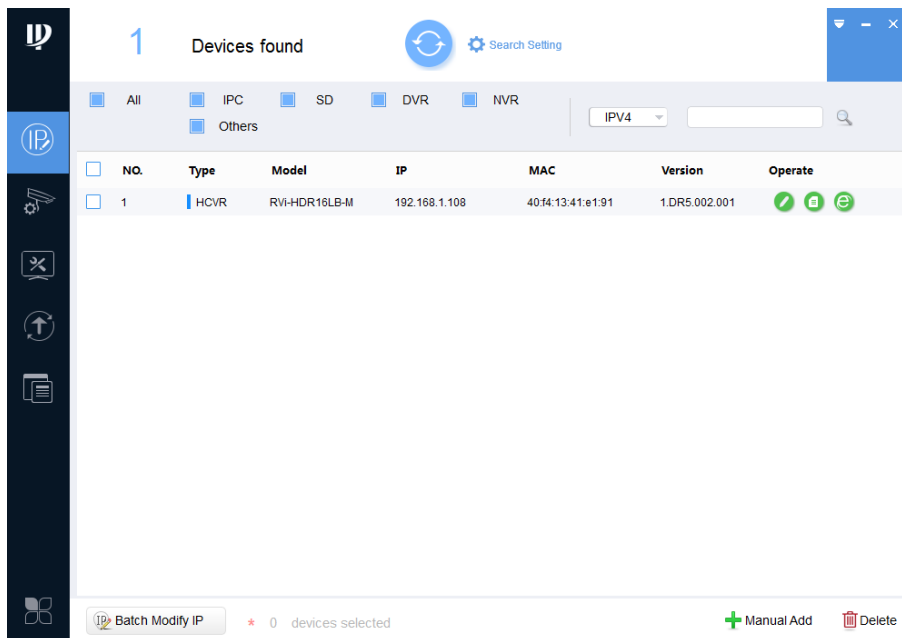 1 Devices found Search Setting
All IPC SD DVR NVR
Others
IPV4
NO. Type Model IP MAC Version Operate
1 HCVR RVi-HDR16LB-M 192.168.1.108 40:f4:13:41:e1:91 1.DR5.002.001
IP Batch Modify IP * 0 devices selected Manual Add Delete